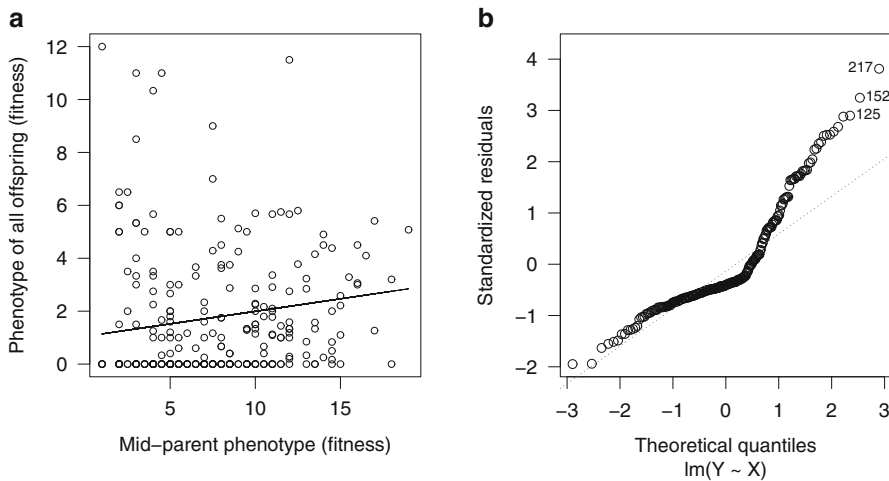 a
Phenotype of all offspring (fitness)
12
10
8
6
4
2
0
5 10 15
Mid−parent phenotype (fitness)
b
Standardized residuals
4
3
2
1
0
−1
−2
217
152
125
−3 −2 −1 0 1 2 3
Theoretical quantiles
lm(Y ~ X)